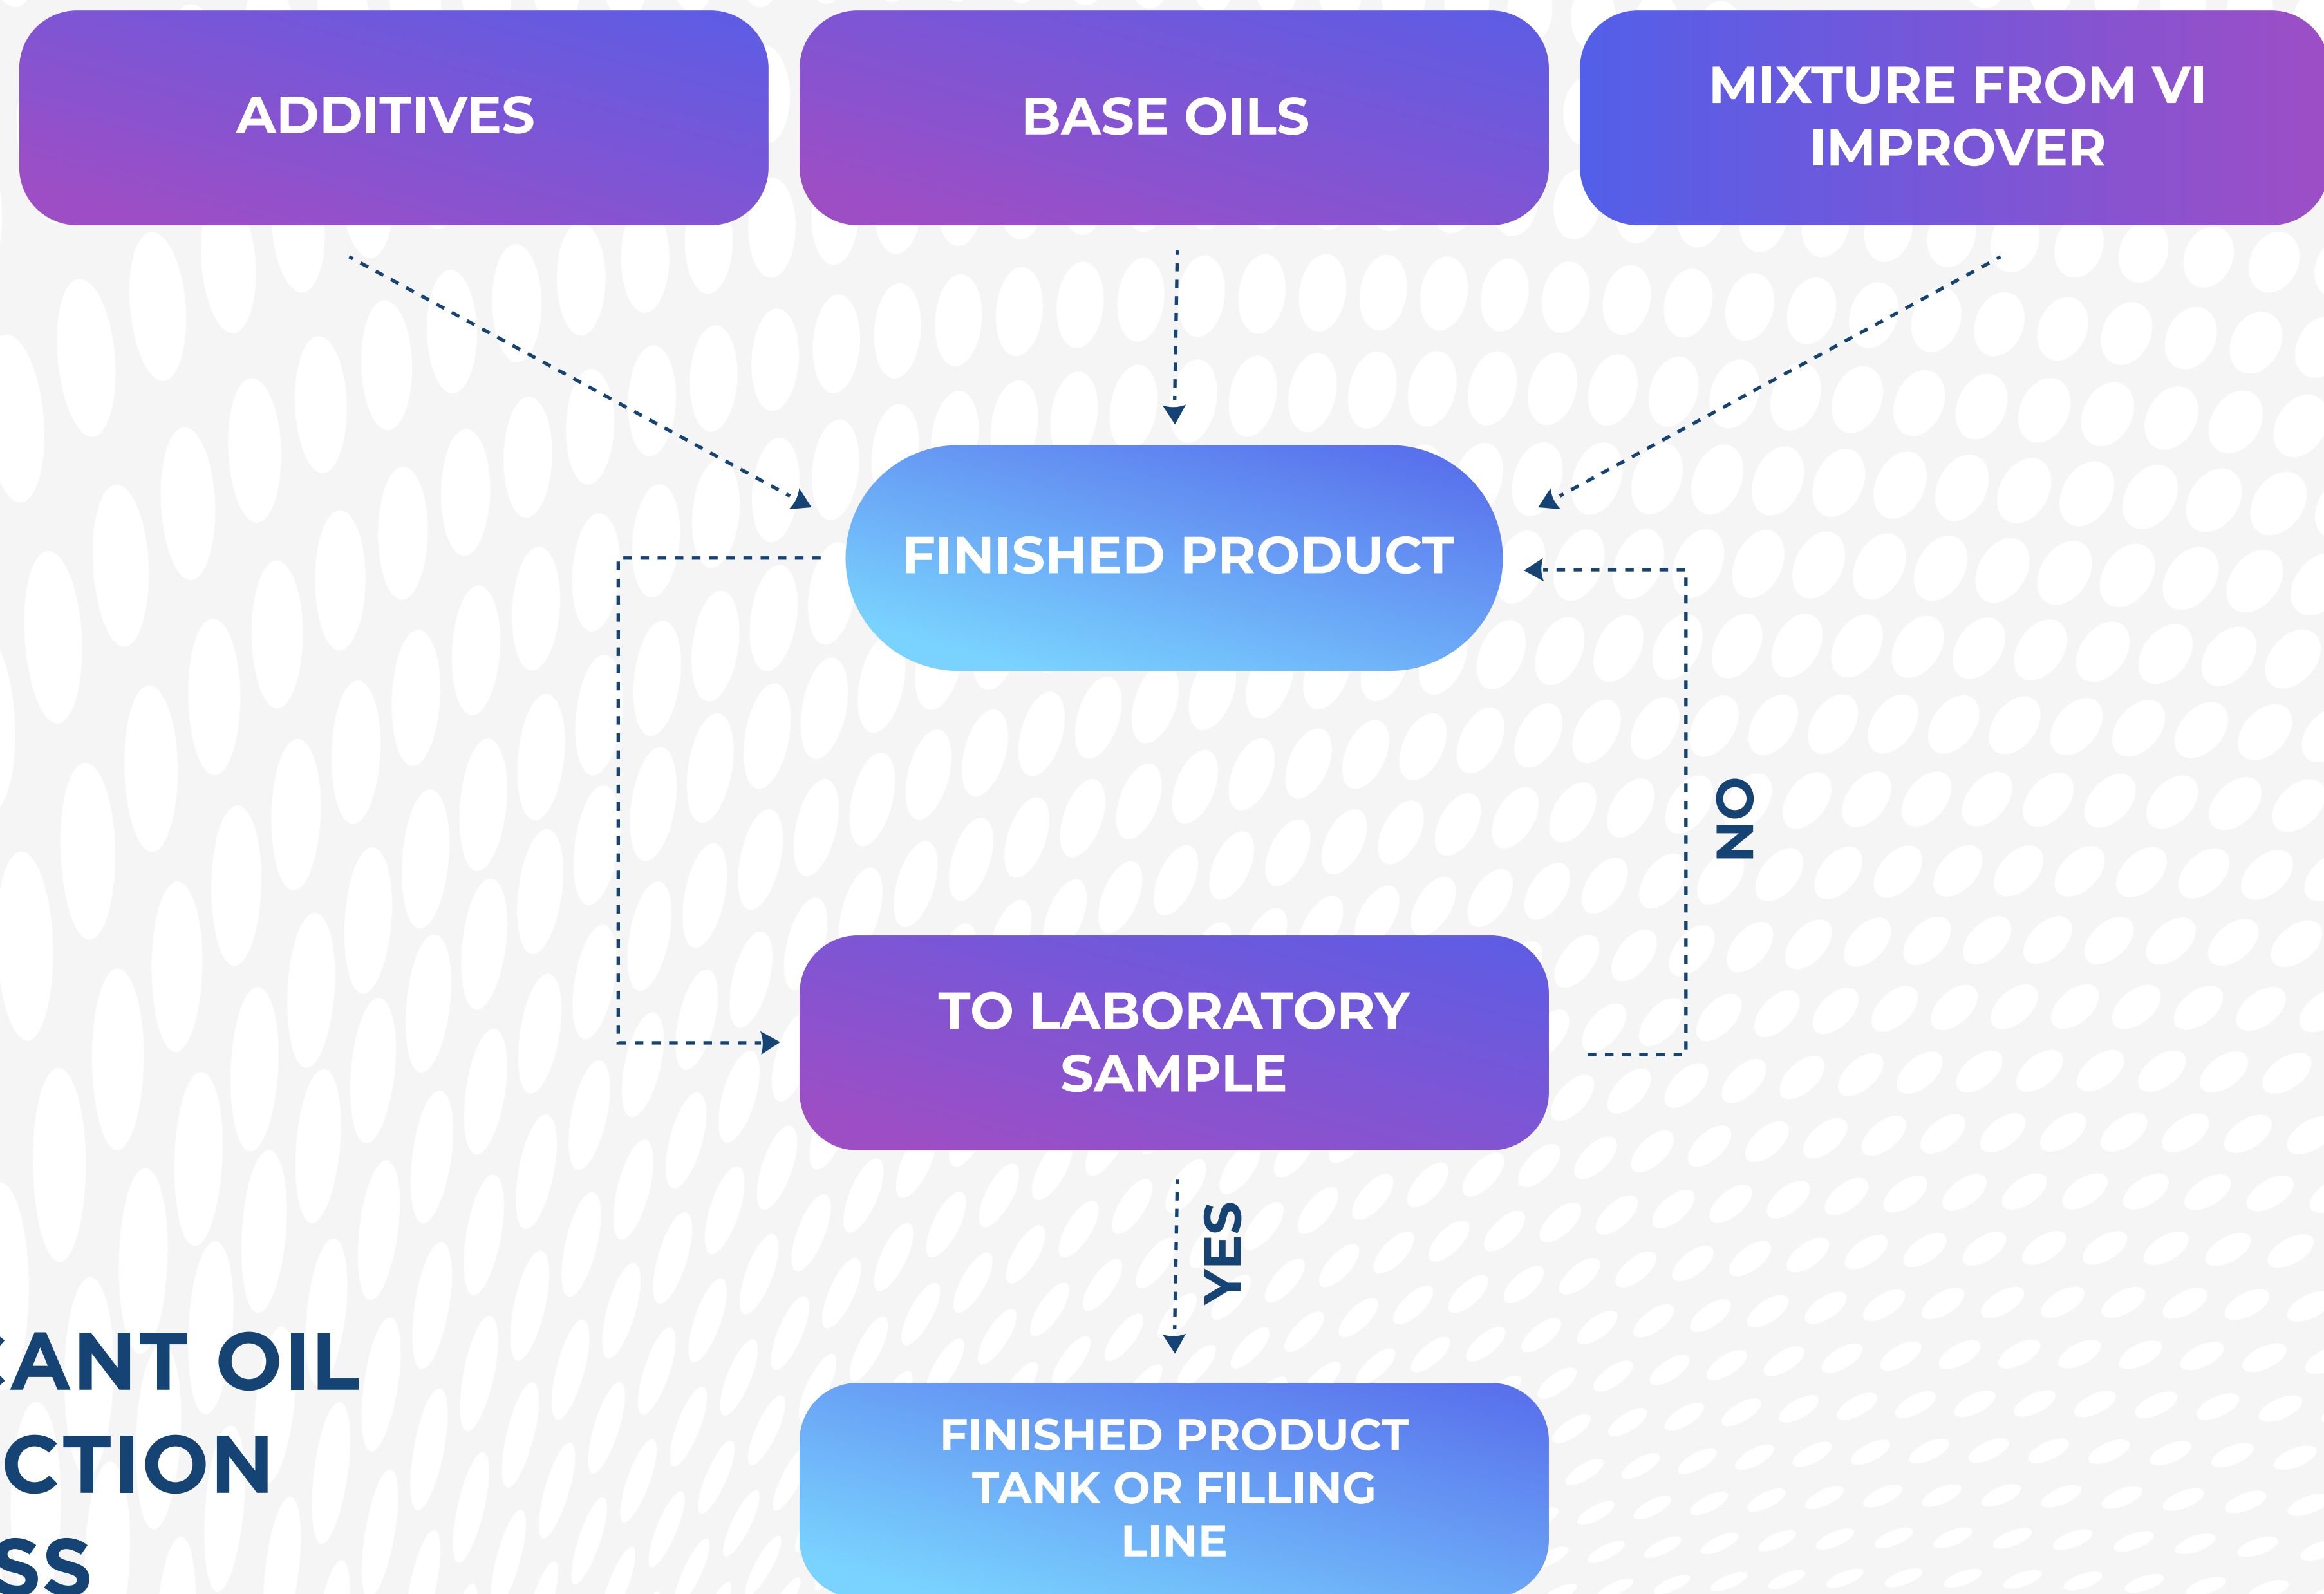 ADDITIVES
BASE OILS
MIXTURE FROM VI
IMPROVER
FINISHED PRODUCT
NO
TO LABORATORY
SAMPLE
YES
FINISHED PRODUCT
TANK OR FILLING
LINE
CANT OIL
CTION
SS